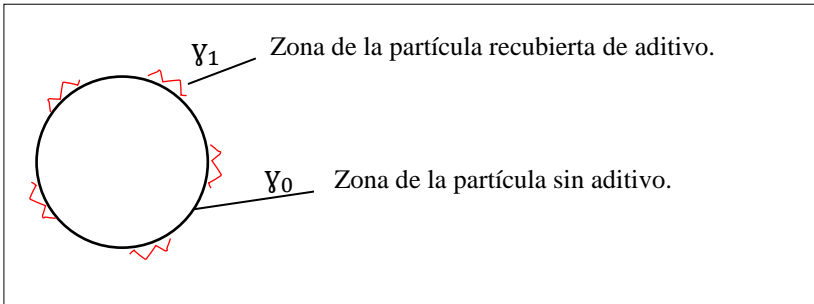 Ɣ₁ Zona de la partícula recubierta de aditivo.
Ɣ₀ Zona de la partícula sin aditivo.